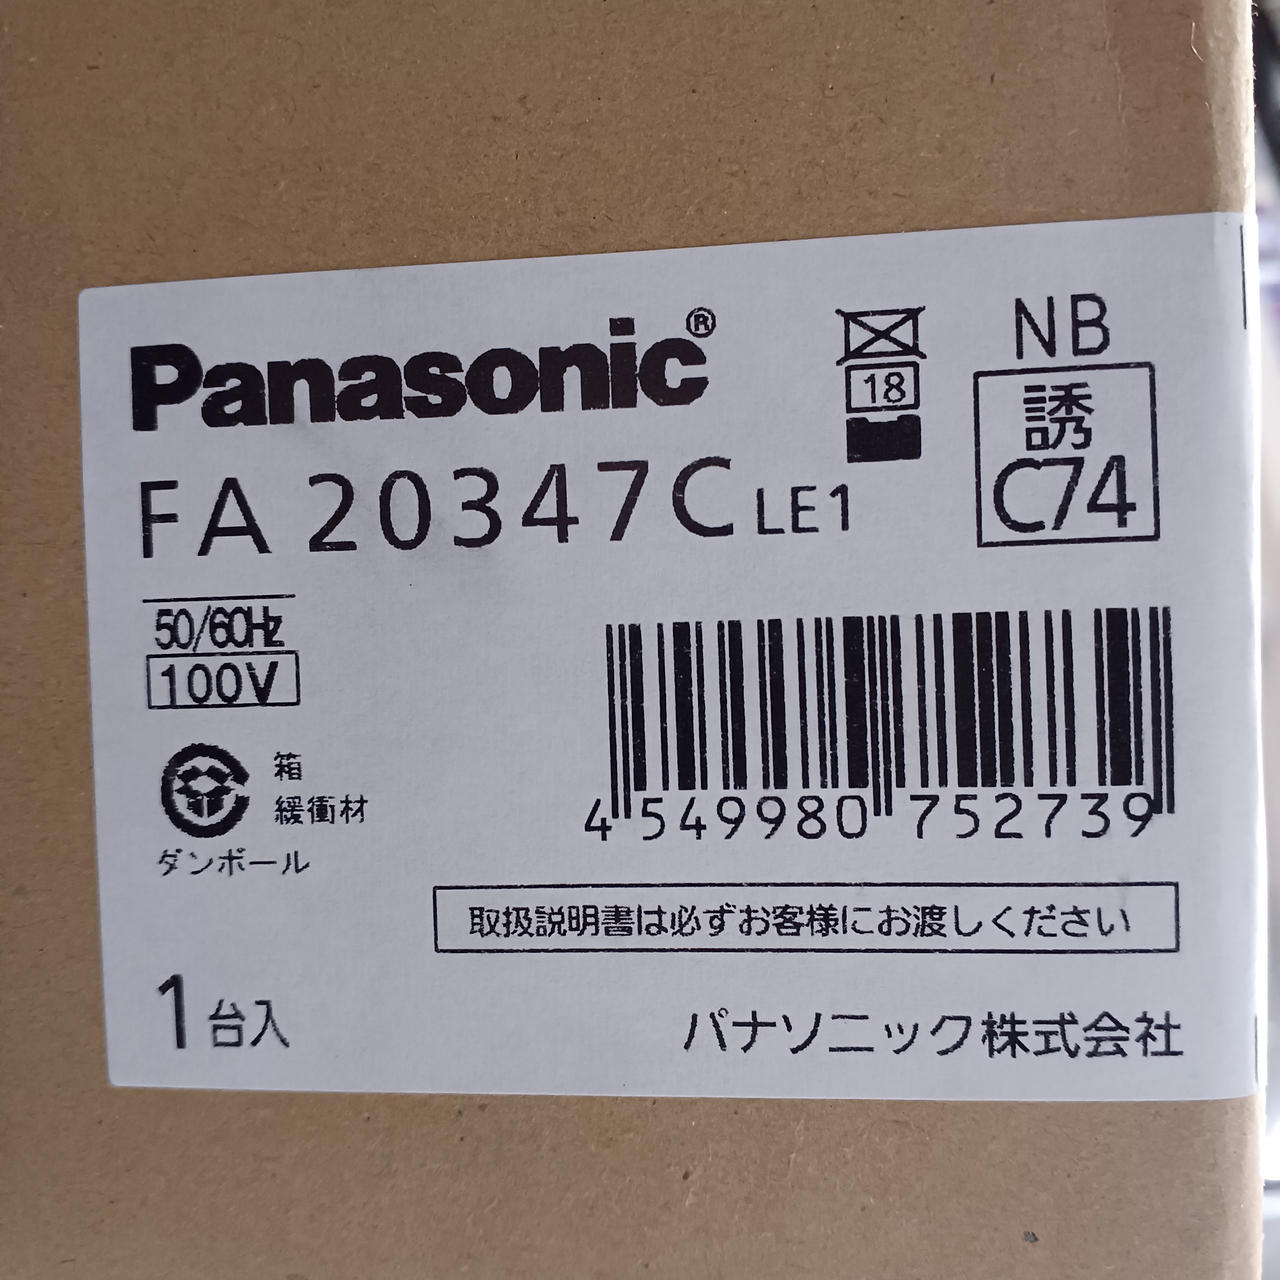 Panasonic®
NB
18
誘
C74
FA20347C LE1
50/60Hz
100V
箱
緩衝材
ダンボール
4 549980 752739
取扱説明書は必ずお客様にお渡しください
1台入
パナソニック株式会社